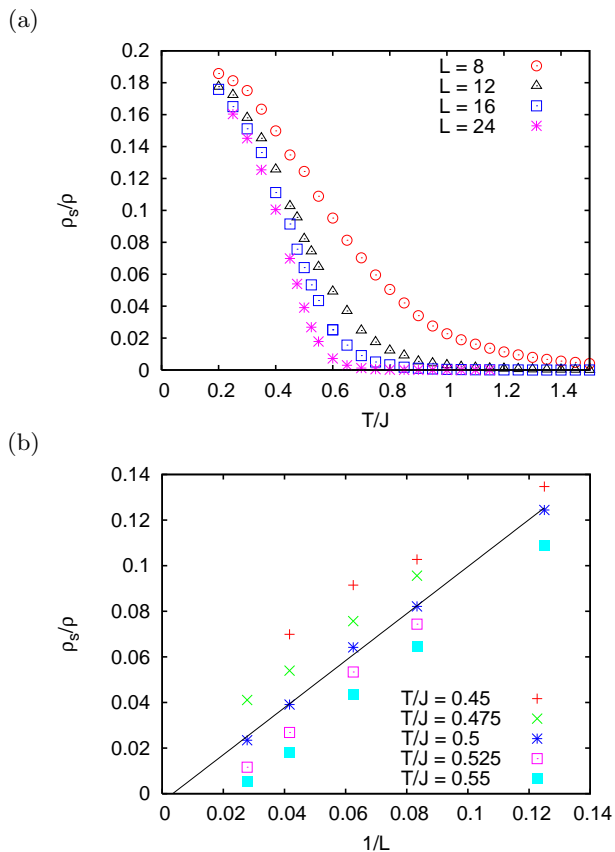 (a)
0.2
0.18
0.16
0.14
0.12
0.1
0.08
0.06
0.04
0.02
0
ρs/ρ
L = 8
L = 12
L = 16
L = 24
0 0.2 0.4 0.6 0.8 1 1.2 1.4
T/J
(b)
0.14
0.12
0.1
0.08
0.06
0.04
0.02
0
ρs/ρ
T/J = 0.45
T/J = 0.475
T/J = 0.5
T/J = 0.525
T/J = 0.55
0 0.02 0.04 0.06 0.08 0.1 0.12 0.14
1/L